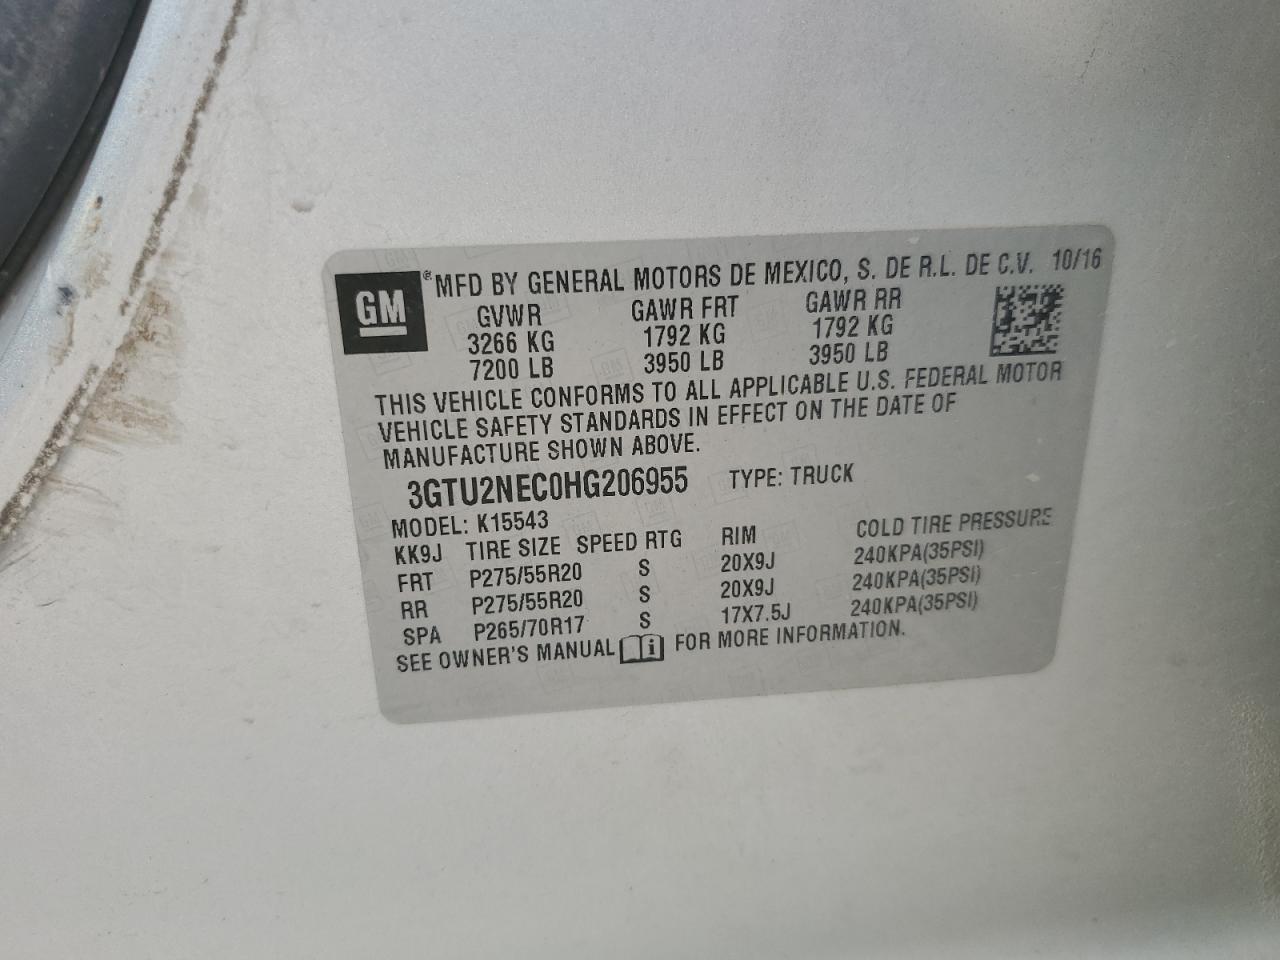 GM ® MFD BY GENERAL MOTORS DE MEXICO, S. DE R.L. DE C.V. 10/16
GVWR GAWR FRT GAWR RR
3266 KG 1792 KG 1792 KG
7200 LB 3950 LB 3950 LB
THIS VEHICLE CONFORMS TO ALL APPLICABLE U.S. FEDERAL MOTOR
VEHICLE SAFETY STANDARDS IN EFFECT ON THE DATE OF
MANUFACTURE SHOWN ABOVE.
3GTU2NEC0HG206955 TYPE: TRUCK
MODEL: K15543
KK9J TIRE SIZE SPEED RTG RIM COLD TIRE PRESSURE
FRT P275/55R20 S 20X9J 240KPA(35PSI)
RR P275/55R20 S 20X9J 240KPA(35PSI)
SPA P265/70R17 S 17X7.5J 240KPA(35PSI)
SEE OWNER'S MANUAL i FOR MORE INFORMATION.